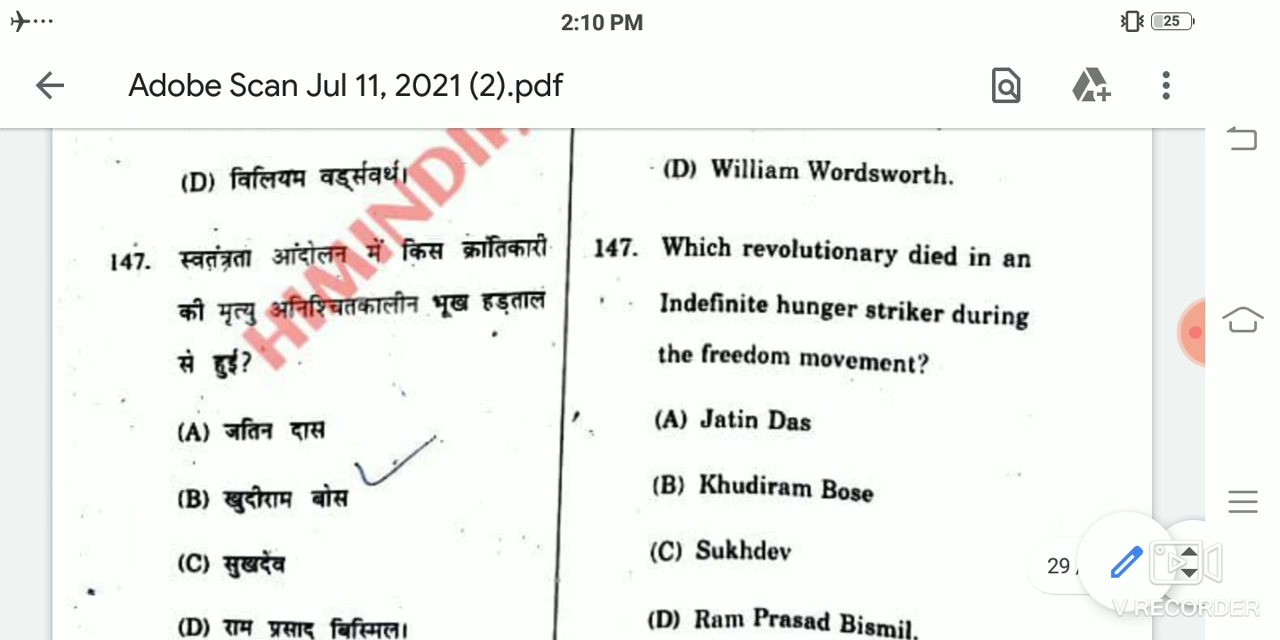 2:10 PM
25
Adobe Scan Jul 11, 2021 (2).pdf
(D) विलियम वर्ड्सवर्थ।
147. स्वतंत्रता आंदोलन में किस क्रांतिकारी
की मृत्यु अनिश्चितकालीन भूख हड़ताल
से हुई?
(A) जतिन दास
(B) खुदीराम बोस
(C) सुखदेव
(D) राम प्रसाद बिस्मिल।
(D) William Wordsworth.
147. Which revolutionary died in an
Indefinite hunger striker during
the freedom movement?
(A) Jatin Das
(B) Khudiram Bose
(C) Sukhdev
(D) Ram Prasad Bismil.
29 /
V RECORDER